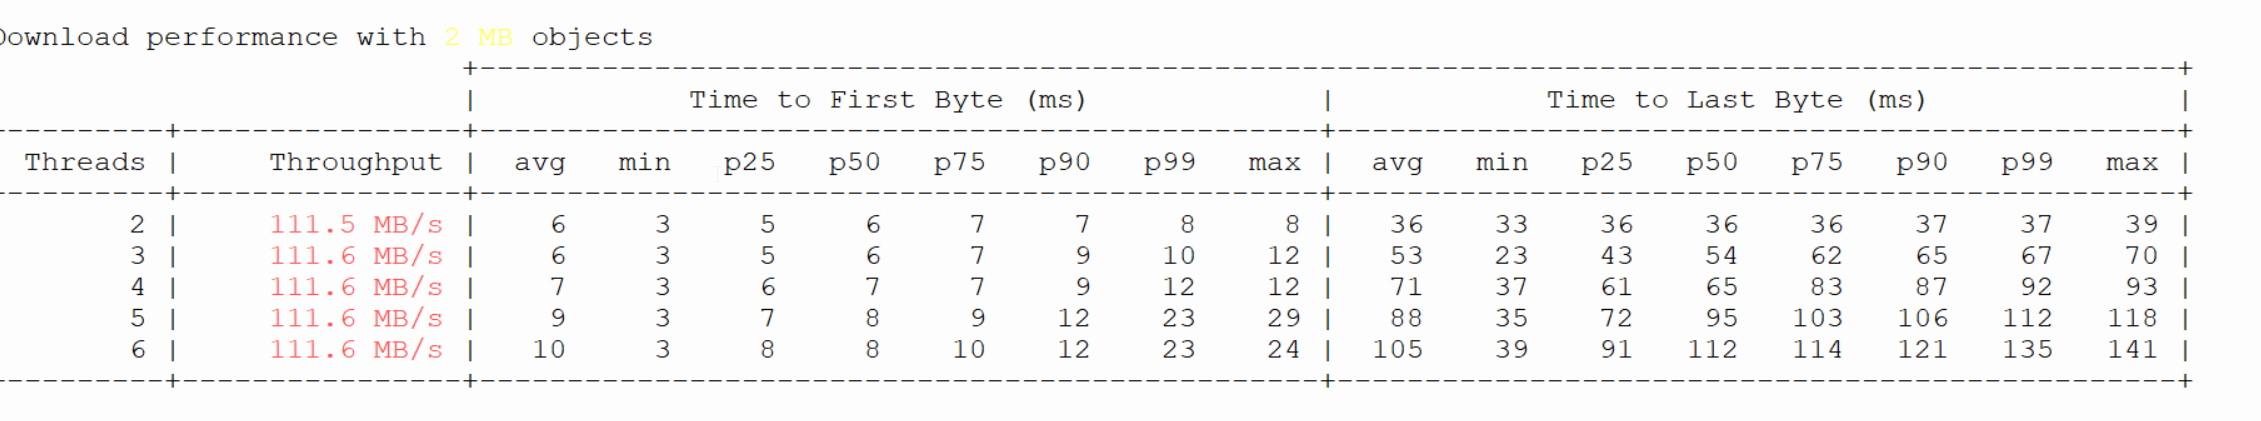 Download performance with 2 MB objects
+-------------------------------------------------------------------------------------------------+
| Time to First Byte (ms) | Time to Last Byte (ms) |
----------+----------------+------------------------------------------------+------------------------------------------------+
Threads | Throughput | avg min p25 p50 p75 p90 p99 max | avg min p25 p50 p75 p90 p99 max |
----------+----------------+------------------------------------------------+------------------------------------------------+
2 | 111.5 MB/s | 6 3 5 6 7 7 8 8 | 36 33 36 36 36 37 37 39 |
3 | 111.6 MB/s | 6 3 5 6 7 9 10 12 | 53 23 43 54 62 65 67 70 |
4 | 111.6 MB/s | 7 3 6 7 7 9 12 12 | 71 37 61 65 83 87 92 93 |
5 | 111.6 MB/s | 9 3 7 8 9 12 23 29 | 88 35 72 95 103 106 112 118 |
6 | 111.6 MB/s | 10 3 8 8 10 12 23 24 | 105 39 91 112 114 121 135 141 |
----------+----------------+------------------------------------------------+------------------------------------------------+